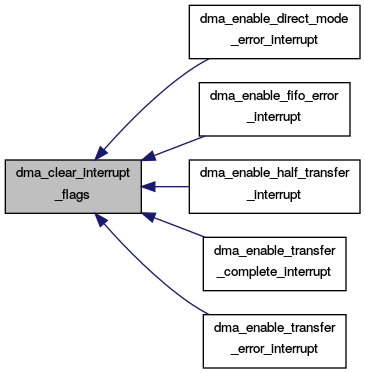 dma_enable_direct_mode
_error_interrupt
dma_enable_fifo_error
_interrupt
dma_clear_interrupt
_flags
dma_enable_half_transfer
_interrupt
dma_enable_transfer
_complete_interrupt
dma_enable_transfer
_error_interrupt